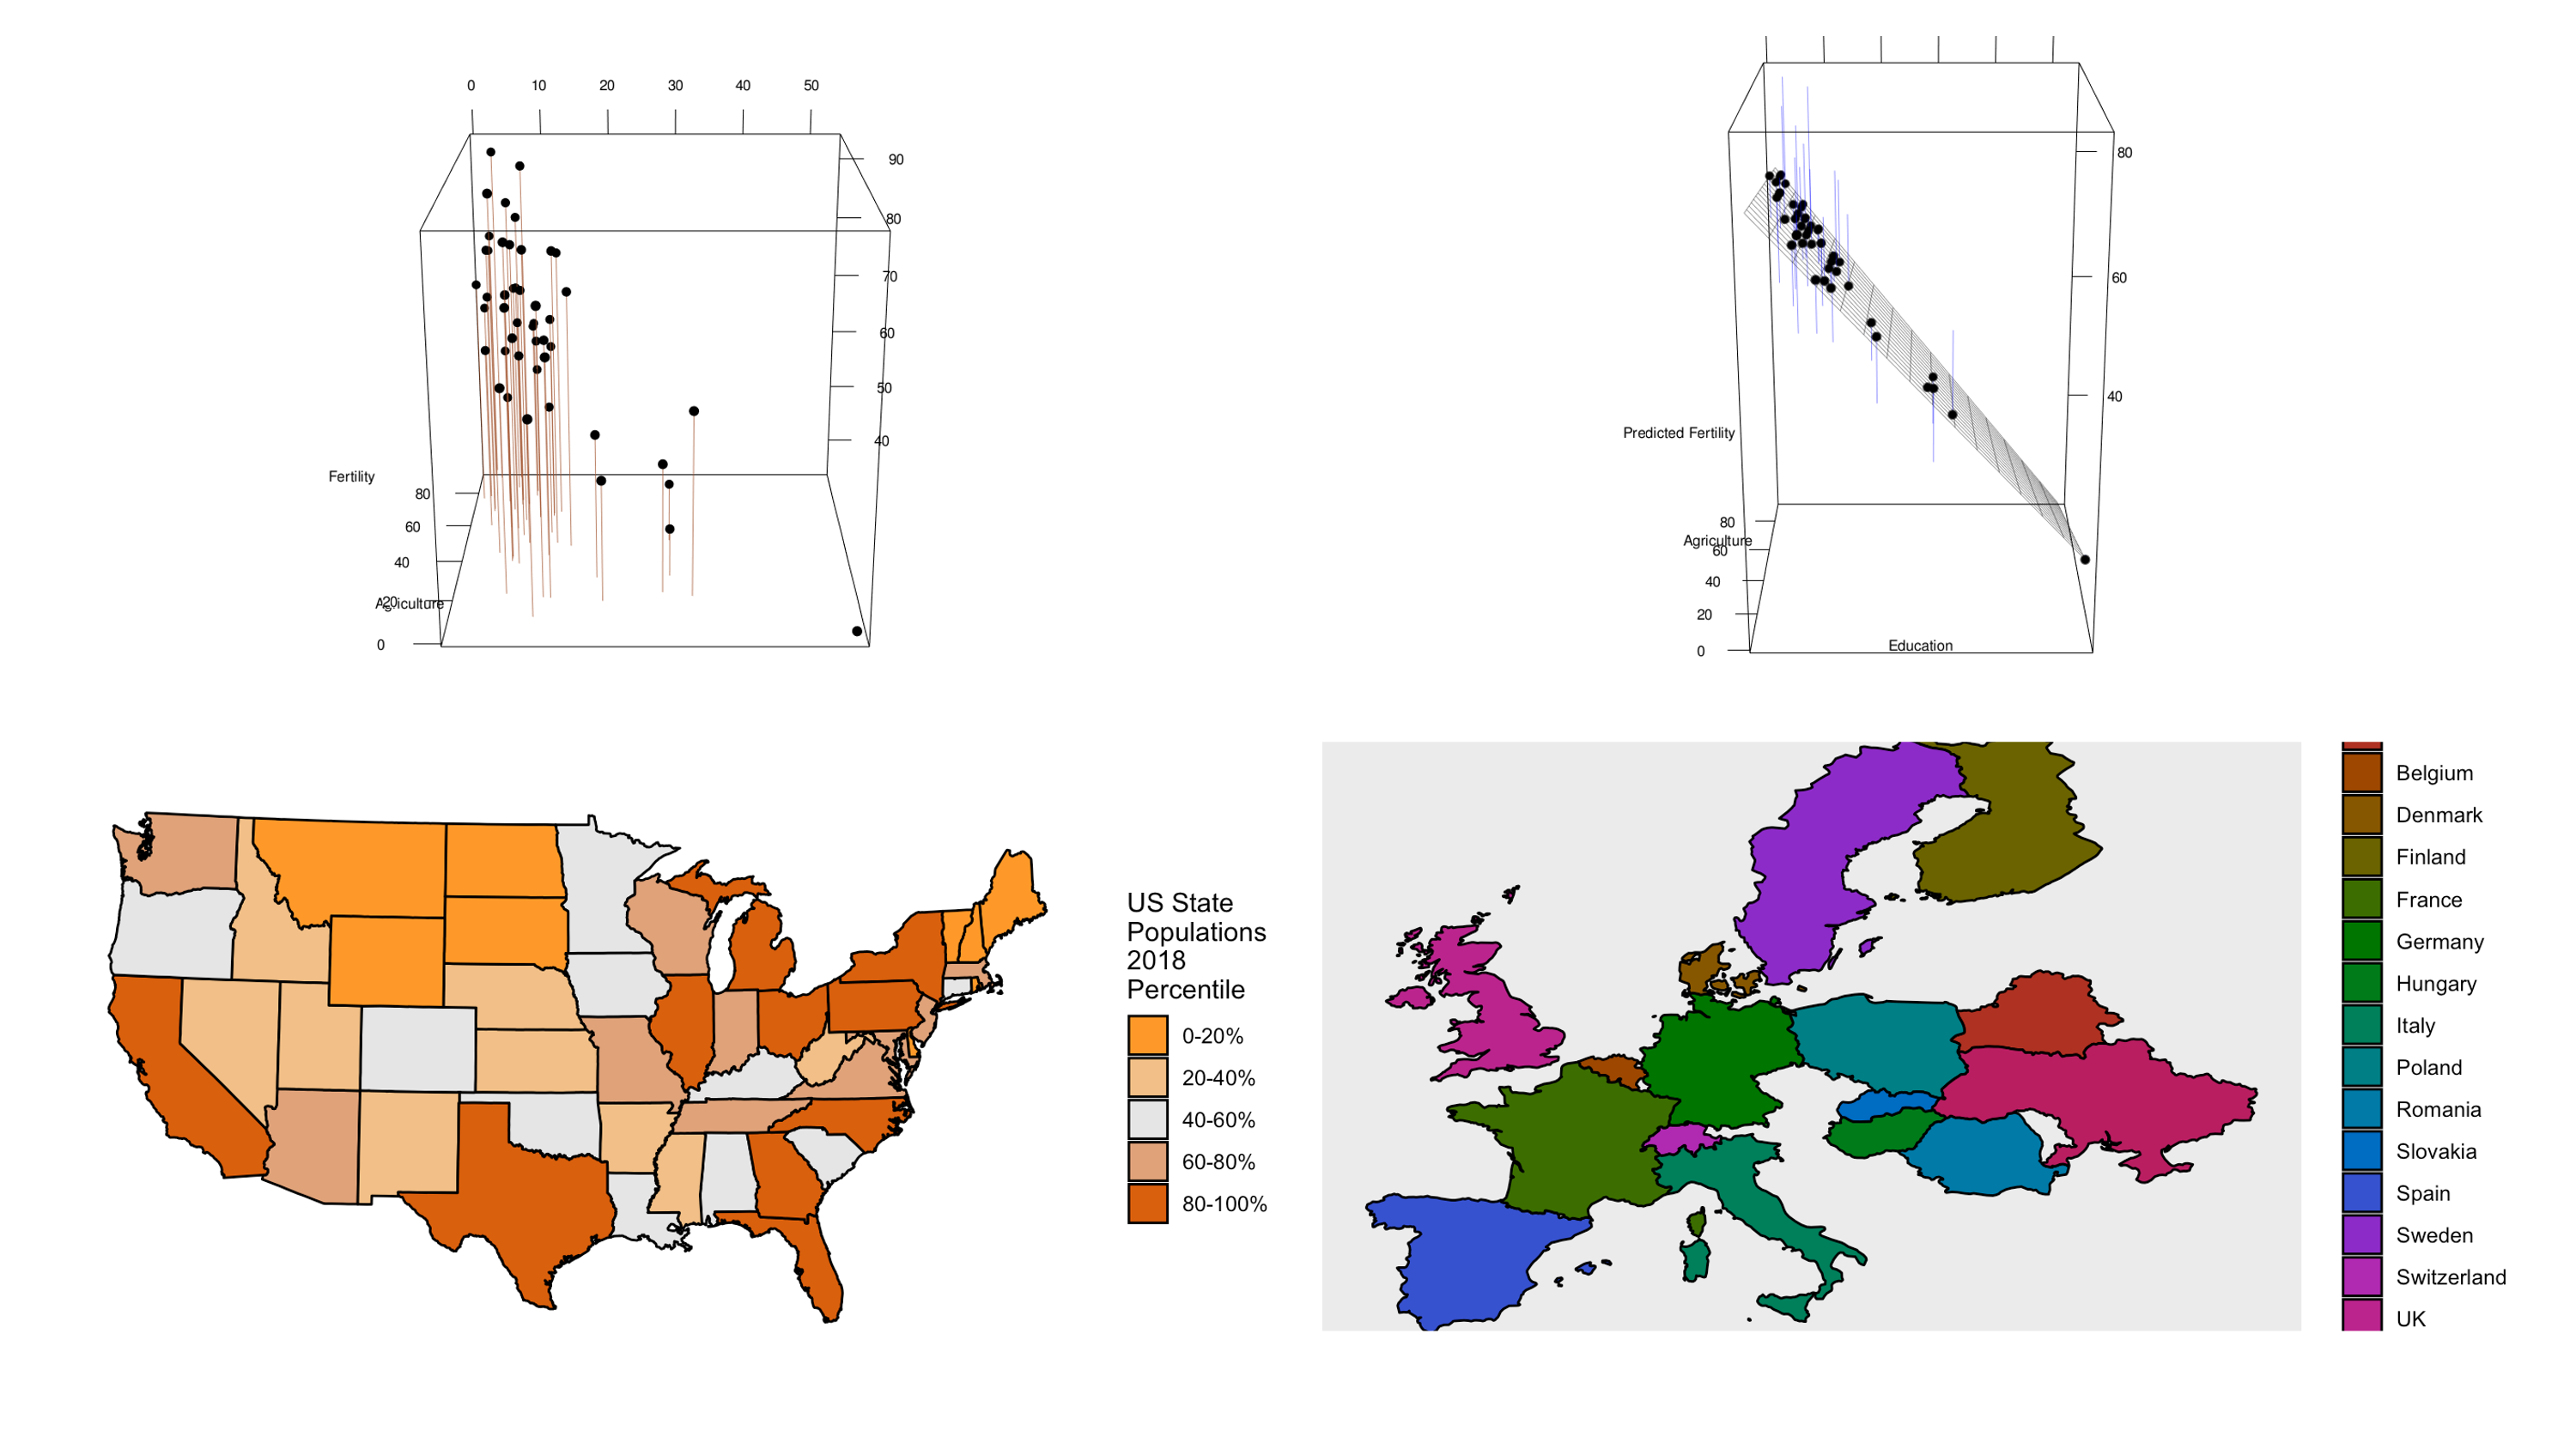 0 10 20 30 40 50
90
80
70
60
50
40
Fertility
80
60
40
20
Agriculture
0
80
60
40
Predicted Fertility
80
Agriculture
60
40
20
0
Education
US State
Populations
2018
Percentile
0-20%
20-40%
40-60%
60-80%
80-100%
Belgium
Denmark
Finland
France
Germany
Hungary
Italy
Poland
Romania
Slovakia
Spain
Sweden
Switzerland
UK